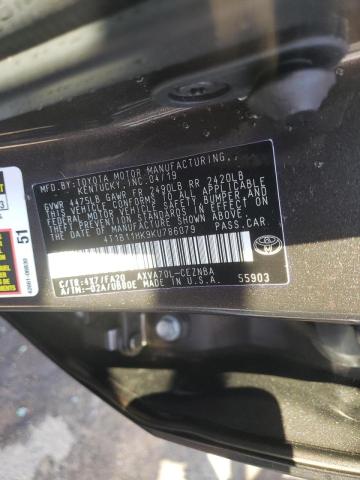 MFD. BY: TOYOTA MOTOR MANUFACTURING,
KENTUCKY, INC. 04/19
GVWR 4475LB GAWR FR 2490LB RR 2420LB
THIS VEHICLE CONFORMS TO ALL APPLICABLE
FEDERAL MOTOR VEHICLE SAFETY, BUMPER, AND
THEFT PREVENTION STANDARDS IN EFFECT ON
THE DATE OF MANUFACTURE SHOWN ABOVE.
4T1B11HK9KU786079 PASS.CAR
C/TR:4X7/FA20 AXVA70L-CEZNBA
A/TM:-02A/UB80E MADE IN U.S.A. 55903
51